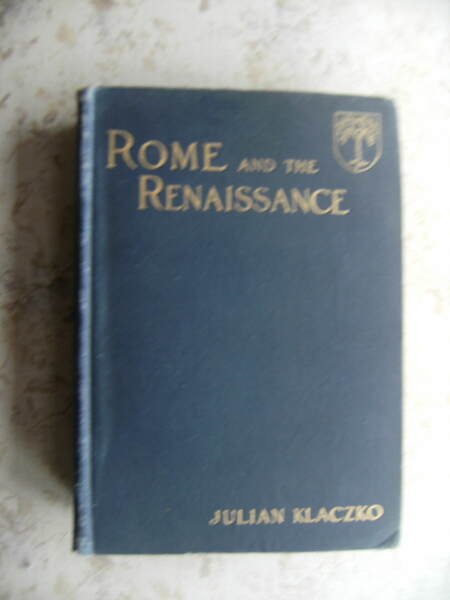 ROME AND THE
RENAISSANCE
JULIAN KLACZKO